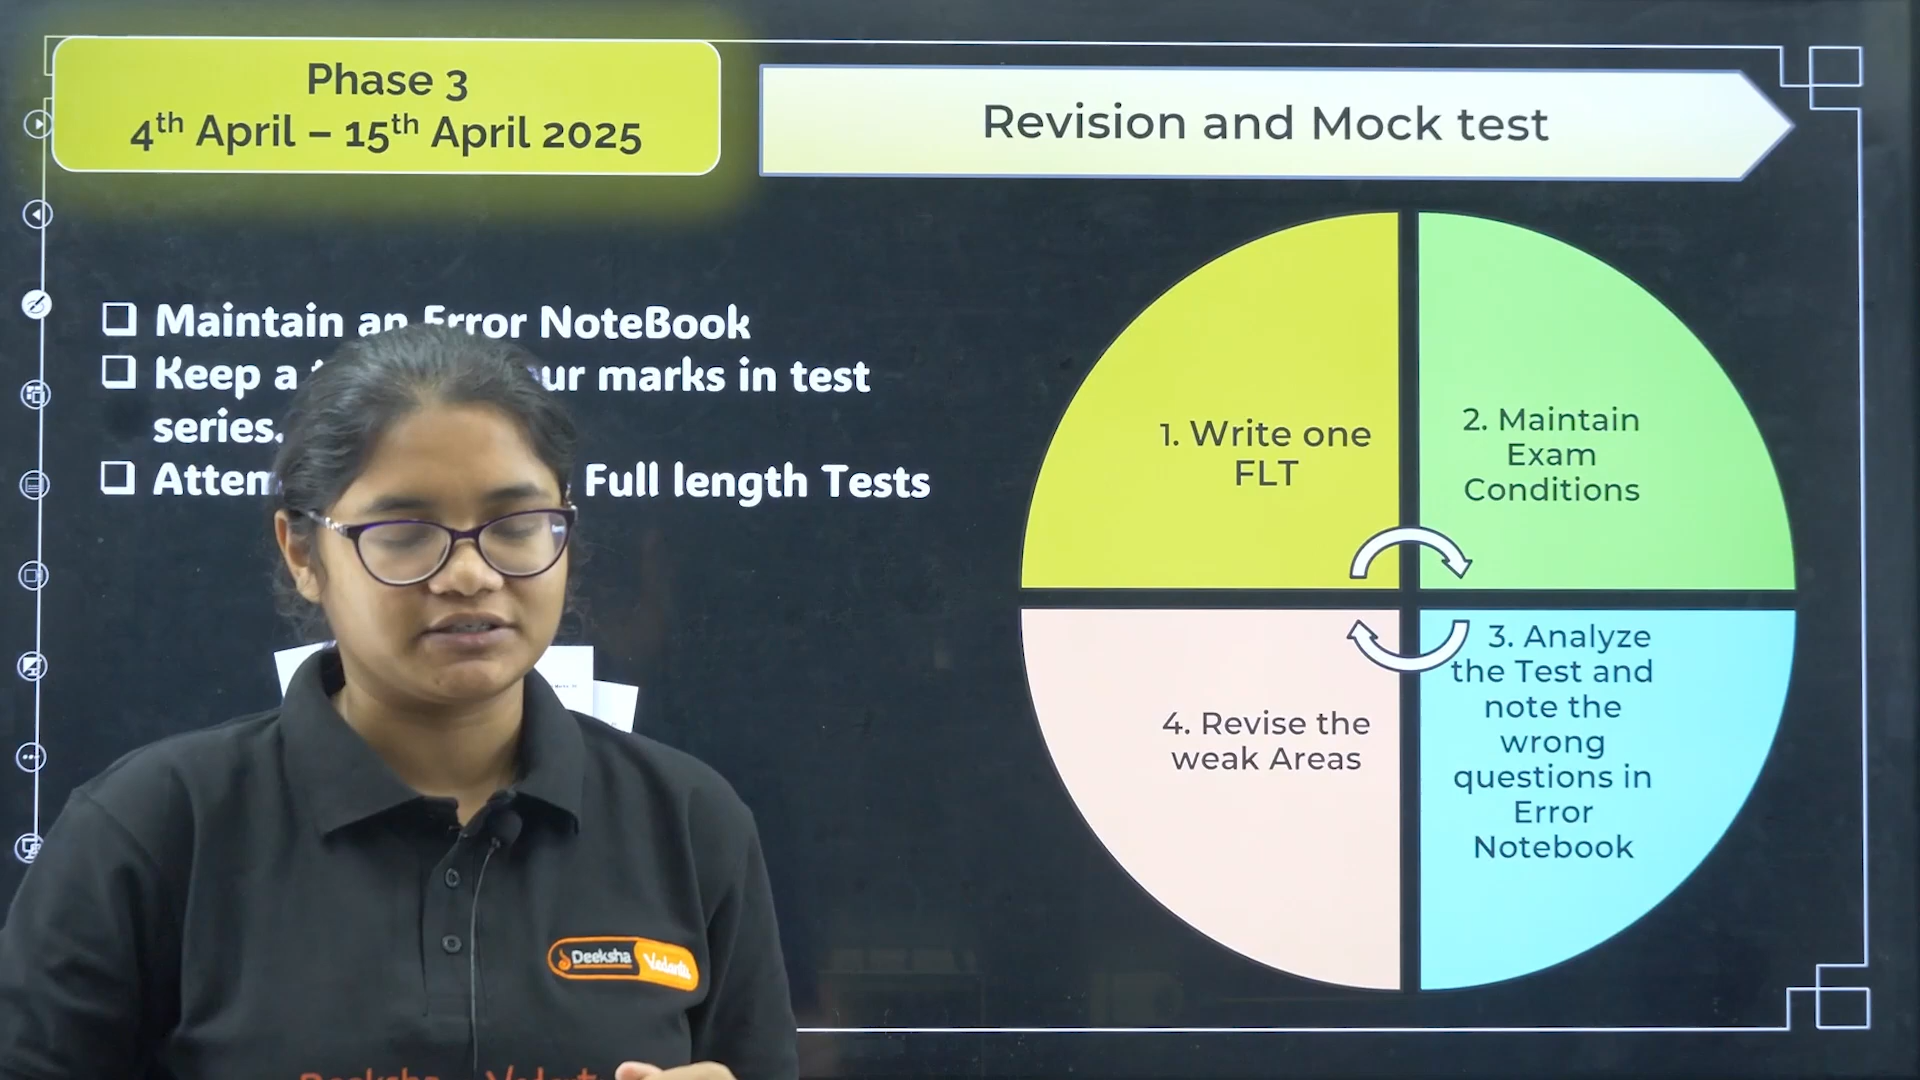 Phase 3
4th April – 15th April 2025
Revision and Mock test
Maintain an Error NoteBook
Keep a ur marks in test
series.
Attem Full length Tests
1. Write one
FLT
2. Maintain
Exam
Conditions
3. Analyze
the Test and
note the
wrong
questions in
Error
Notebook
4. Revise the
weak Areas
Deeksha Vedantu